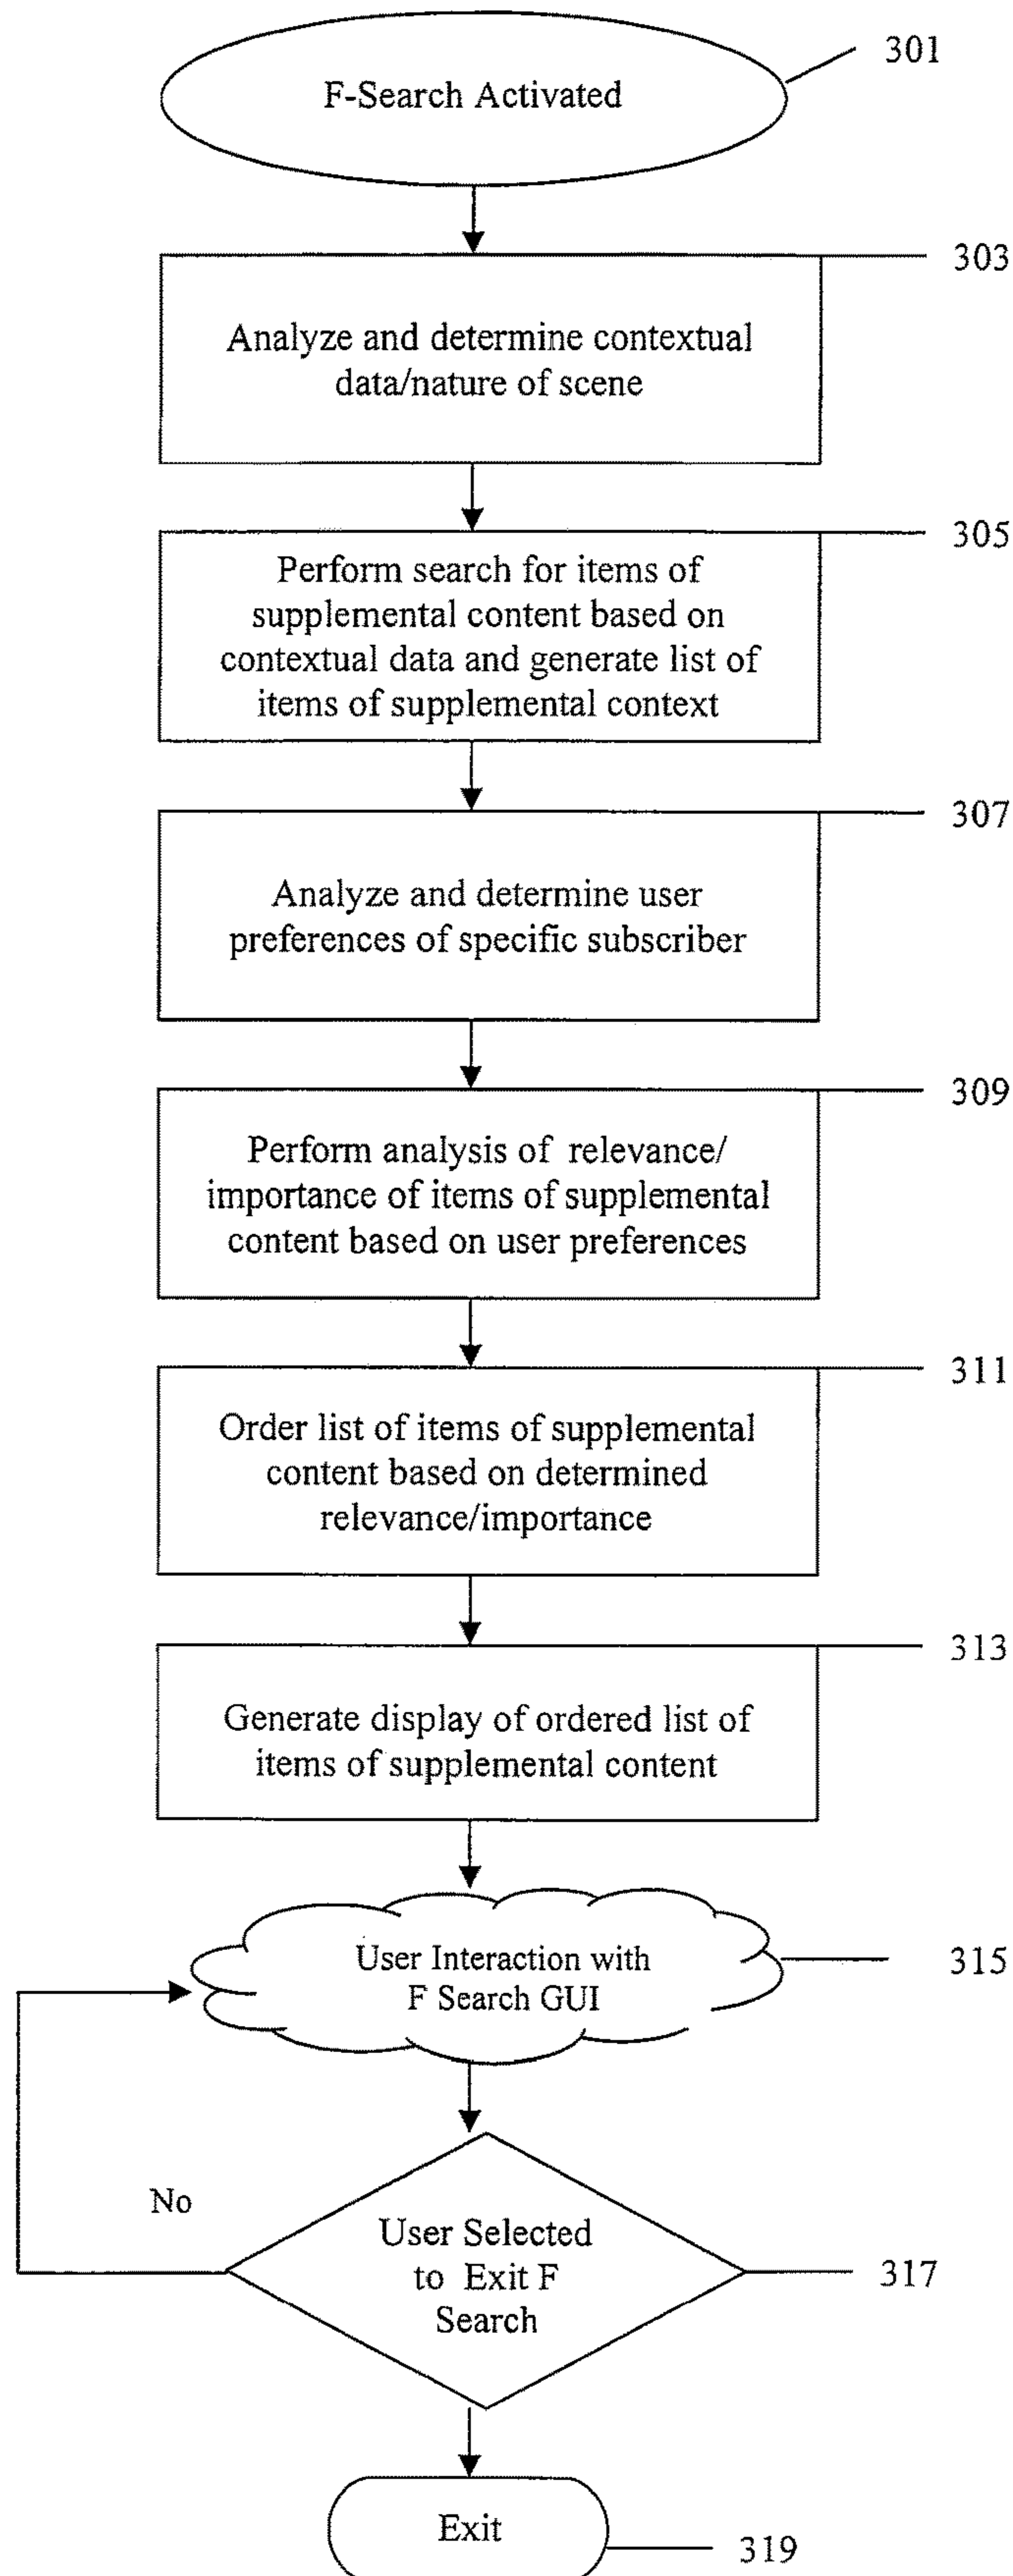 F-Search Activated
301
303
Analyze and determine contextual
data/nature of scene
305
Perform search for items of
supplemental content based on
contextual data and generate list of
items of supplemental context
307
Analyze and determine user
preferences of specific subscriber
309
Perform analysis of relevance/
importance of items of supplemental
content based on user preferences
311
Order list of items of supplemental
content based on determined
relevance/importance
313
Generate display of ordered list of
items of supplemental content
User Interaction with
F Search GUI
315
No
User Selected
to Exit F
Search
317
Exit
319